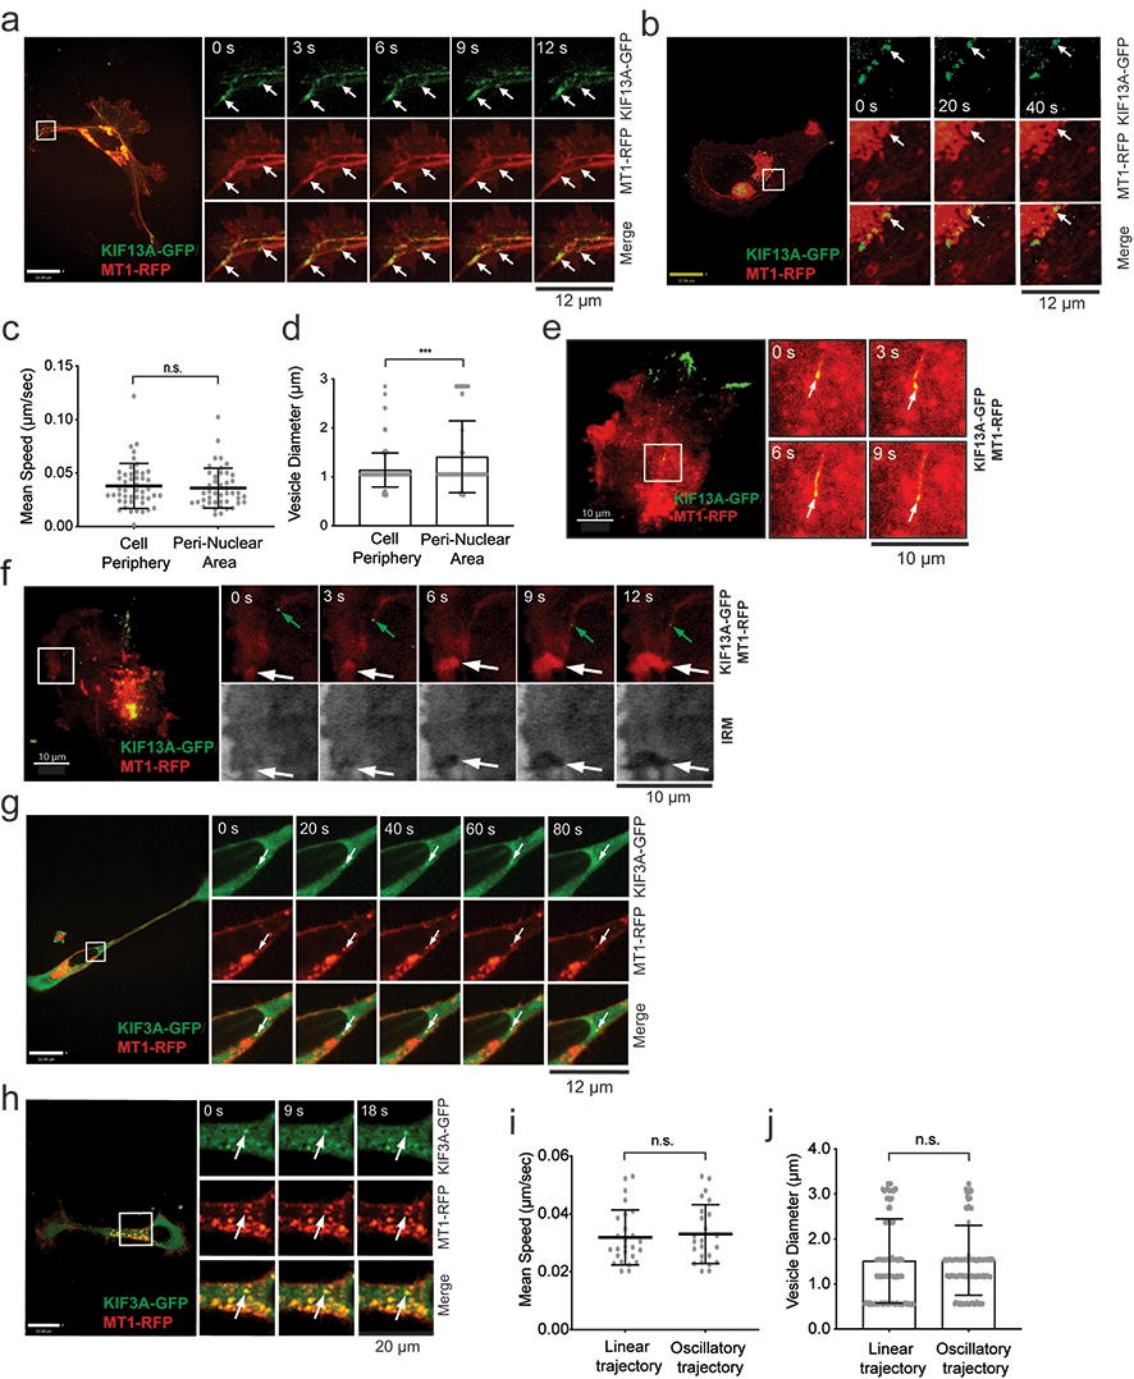 a
0 s
3 s
6 s
9 s
12 s
KIF13A-GFP
MT1-RFP
Merge
KIF13A-GFP/
MT1-RFP
12 µm
b
0 s
20 s
40 s
KIF13A-GFP
MT1-RFP
Merge
KIF13A-GFP/
MT1-RFP
12 µm
c
Mean Speed (µm/sec)
0.15
0.10
0.05
0.00
n.s.
Cell
Periphery
Peri-Nuclear
Area
d
Vesicle Diameter (µm)
3
2
1
0
***
Cell
Periphery
Peri-Nuclear
Area
e
10 µm
KIF13A-GFP/
MT1-RFP
0 s
3 s
6 s
9 s
KIF13A-GFP
MT1-RFP
10 µm
f
10 µm
KIF13A-GFP/
MT1-RFP
0 s
3 s
6 s
9 s
12 s
KIF13A-GFP
MT1-RFP
IRM
10 µm
g
KIF3A-GFP/
MT1-RFP
0 s
20 s
40 s
60 s
80 s
KIF3A-GFP
MT1-RFP
Merge
12 µm
h
KIF3A-GFP/
MT1-RFP
0 s
9 s
18 s
KIF3A-GFP
MT1-RFP
Merge
20 µm
i
Mean Speed (µm/sec)
0.06
0.04
0.02
0.00
n.s.
Linear
trajectory
Oscillatory
trajectory
j
Vesicle Diameter (µm)
4.0
3.0
2.0
1.0
0.0
n.s.
Linear
trajectory
Oscillatory
trajectory